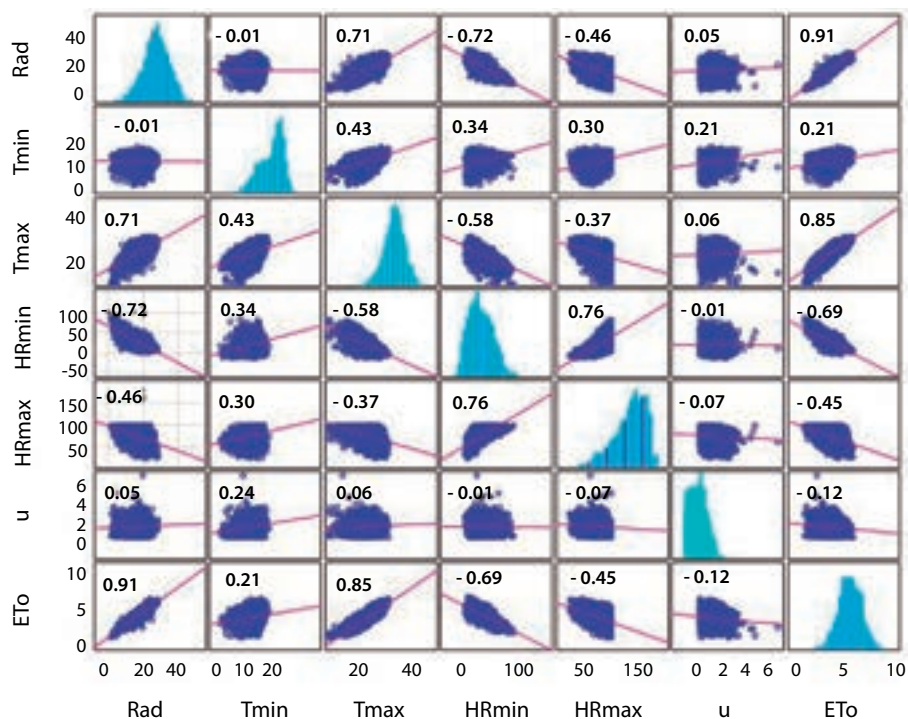 Rad 40 20 0 - 0.01 0.71 - 0.72 - 0.46 0.05 0.91
Tmin 20 10 0 - 0.01 0.43 0.34 0.30 0.21 0.21
Tmax 40 20 0.71 0.43 - 0.58 - 0.37 0.06 0.85
HRmin 100 50 0 -50 - 0.72 0.34 - 0.58 0.76 - 0.01 - 0.69
HRmax 150 100 50 - 0.46 0.30 - 0.37 0.76 - 0.07 - 0.45
u 6 4 2 0 0.05 0.24 0.06 - 0.01 - 0.07 - 0.12
ETo 10 5 0 0.91 0.21 0.85 - 0.69 - 0.45 - 0.12
0 20 40 0 10 20 20 40 0 100 50 150 0 2 4 6 0 5 10
Rad Tmin Tmax HRmin HRmax u ETo